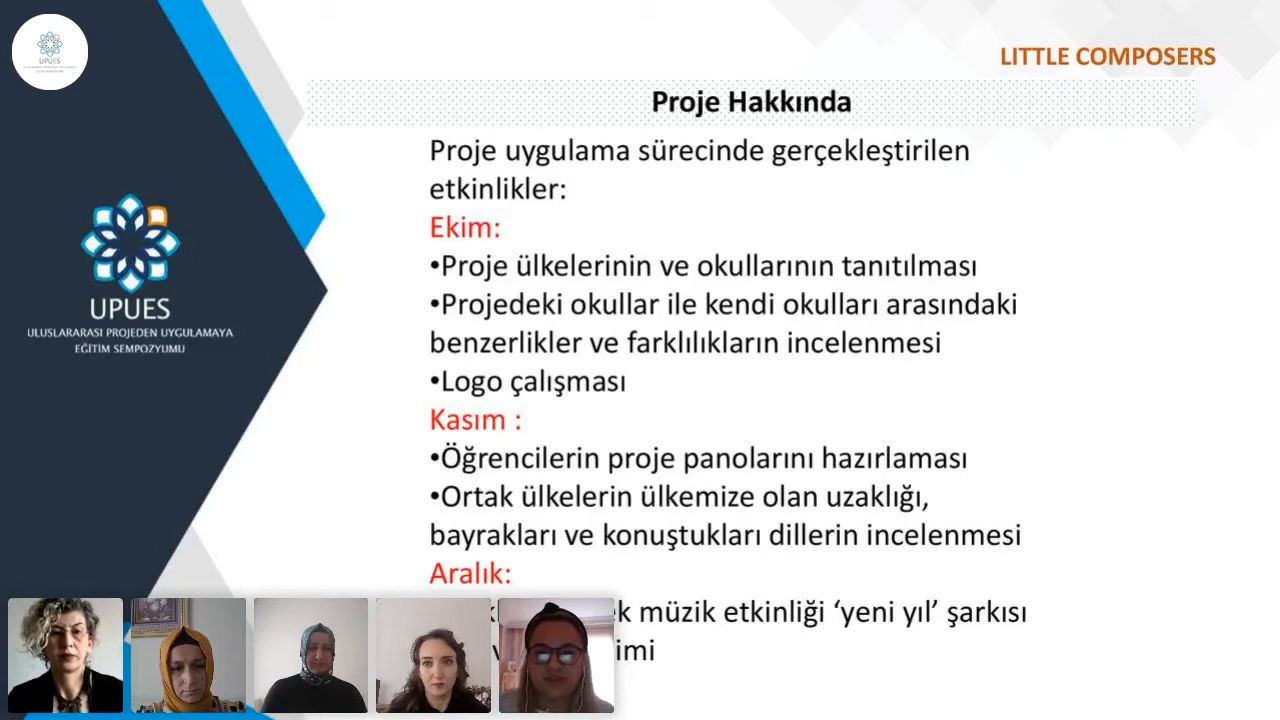 UPUES
LITTLE COMPOSERS
Proje Hakkında
Proje uygulama sürecinde gerçekleştirilen
etkinlikler:
Ekim:
•Proje ülkelerinin ve okullarının tanıtılması
•Projedeki okullar ile kendi okulları arasındaki
benzerlikler ve farklılıkların incelenmesi
•Logo çalışması
Kasım :
•Öğrencilerin proje panolarını hazırlaması
•Ortak ülkelerin ülkemize olan uzaklığı,
bayrakları ve konuştukları dillerin incelenmesi
Aralık:
müzik etkinliği ‘yeni yıl’ şarkısı
UPUES
ULUSLARARASI PROJEDEN UYGULAMAYA
EĞİTİM SEMPOZYUMU